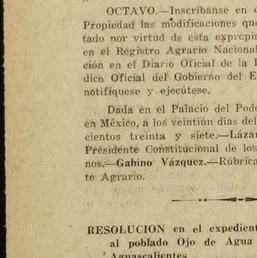 OCTAVO.—Inscríbanse en
Propiedad las modificaciones que
tado por virtud de esta expropi
en el Registro Agrario Nacional
ción en el Diario Oficial de la
dico Oficial del Gobierno del E
notifíquese y ejecútese.
Dada en el Palacio del Pode
en México, a los veintiún días del
cientos treinta y siete.—Lázar
Presidente Constitucional de los
nos.—Gabino Vázquez.—Rúbrica
to Agrario.
RESOLUCION en el expedient
al poblado Ojo de Agua
Aguascalientes